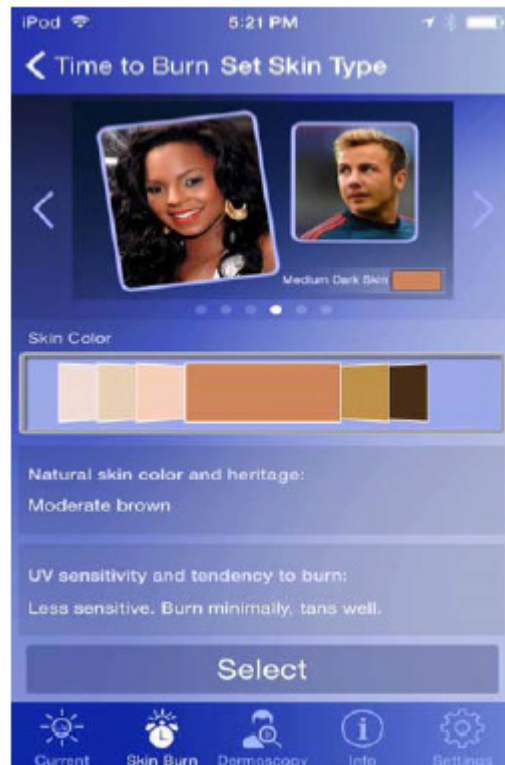 iPod 5:21 PM
Time to Burn Set Skin Type
Medium Dark Skin
Skin Color
Natural skin color and heritage:
Moderate brown
UV sensitivity and tendency to burn:
Less sensitive. Burn minimally, tans well.
Select
Current Skin Burn Dermoscopy Info Settings